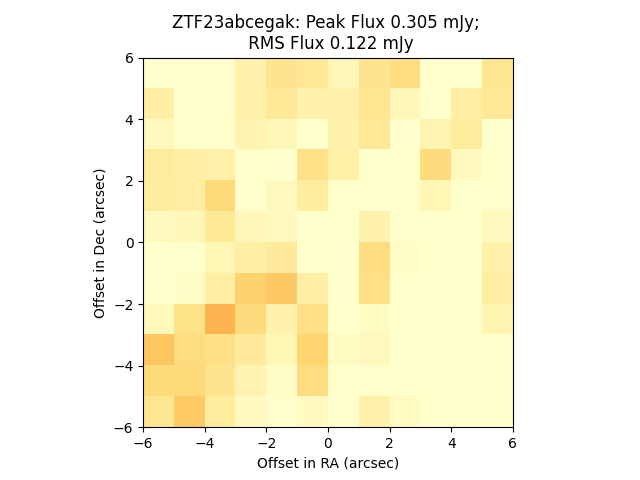 ZTF23abcegak: Peak Flux 0.305 mJy;
RMS Flux 0.122 mJy
6
4
2
0
−2
−4
−6
Offset in Dec (arcsec)
−6 −4 −2 0 2 4 6
Offset in RA (arcsec)